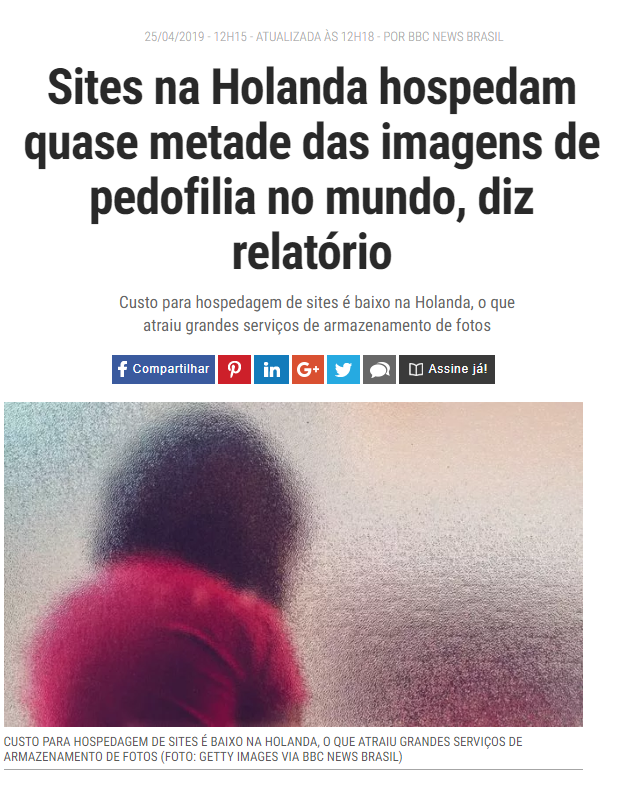 25/04/2019 - 12H15 - ATUALIZADA ÀS 12H18 - POR BBC NEWS BRASIL
Sites na Holanda hospedam
quase metade das imagens de
pedofilia no mundo, diz
relatório
Custo para hospedagem de sites é baixo na Holanda, o que
atraiu grandes serviços de armazenamento de fotos
f Compartilhar in G+ Assine já!
CUSTO PARA HOSPEDAGEM DE SITES É BAIXO NA HOLANDA, O QUE ATRAIU GRANDES SERVIÇOS DE
ARMAZENAMENTO DE FOTOS (FOTO: GETTY IMAGES VIA BBC NEWS BRASIL)